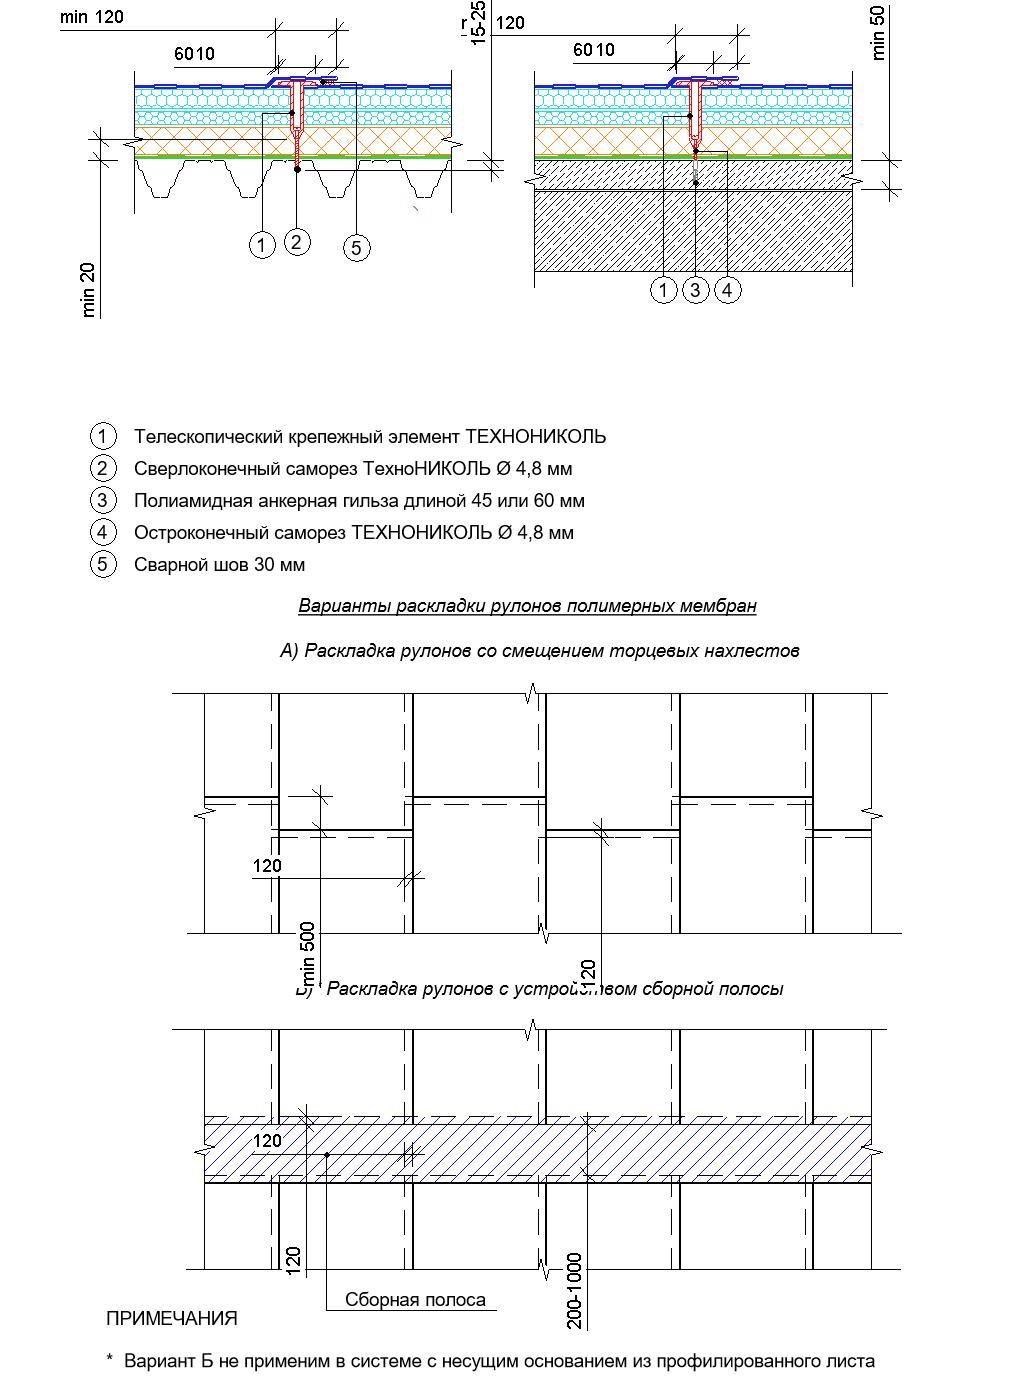 min 120
15-25
120
min 50
6010
6010
1
2
5
min 20
1
3
4
1 Телескопический крепежный элемент ТЕХНОНИКОЛЬ
2 Сверлоконечный саморез ТехноНИКОЛЬ Ø 4,8 мм
3 Полиамидная анкерная гильза длиной 45 или 60 мм
4 Остроконечный саморез ТЕХНОНИКОЛЬ Ø 4,8 мм
5 Сварной шов 30 мм
Варианты раскладки рулонов полимерных мембран
А) Раскладка рулонов со смещением торцевых нахлестов
120
min 500
120
Раскладка рулонов с устройством сборной полосы
120
120
200-1000
Сборная полоса
ПРИМЕЧАНИЯ
* Вариант Б не применим в системе с несущим основанием из профилированного листа